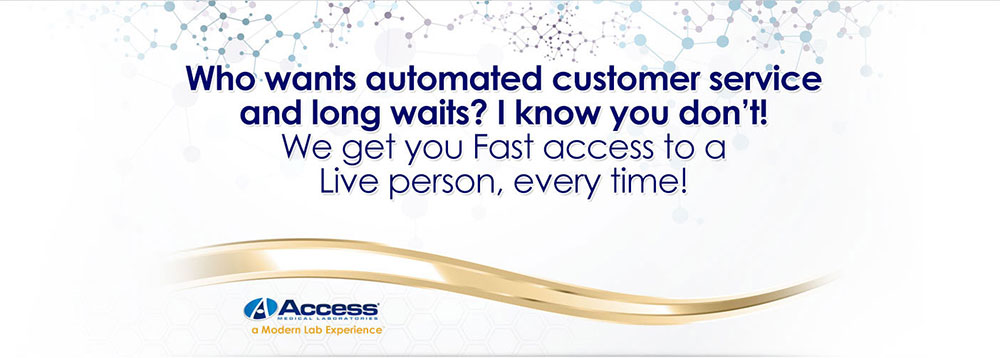 Who wants automated customer service
and long waits? I know you don't!
We get you Fast access to a
Live person, every time!
Access
MEDICAL LABORATORIES
a Modern Lab Experience